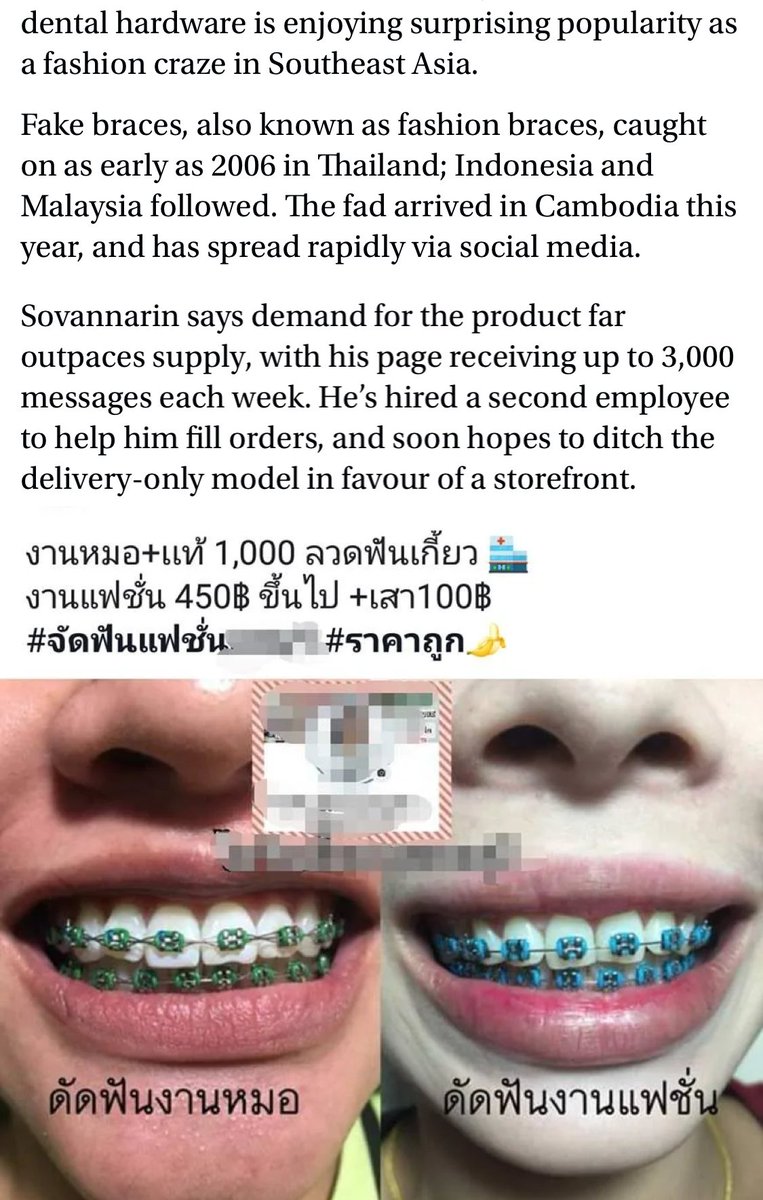 dental hardware is enjoying surprising popularity as
a fashion craze in Southeast Asia.
Fake braces, also known as fashion braces, caught
on as early as 2006 in Thailand; Indonesia and
Malaysia followed. The fad arrived in Cambodia this
year, and has spread rapidly via social media.
Sovannarin says demand for the product far
outpaces supply, with his page receiving up to 3,000
messages each week. He’s hired a second employee
to help him fill orders, and soon hopes to ditch the
delivery-only model in favour of a storefront.
งานหมอ+แท้ 1,000 ลวดฟันเกี้ยว
งานแฟชั่น 450฿ ขึ้นไป +เสา100฿
#จัดฟันแฟชั่น #ราคาถูก
ดัดฟันงานหมอ
ดัดฟันงานแฟชั่น